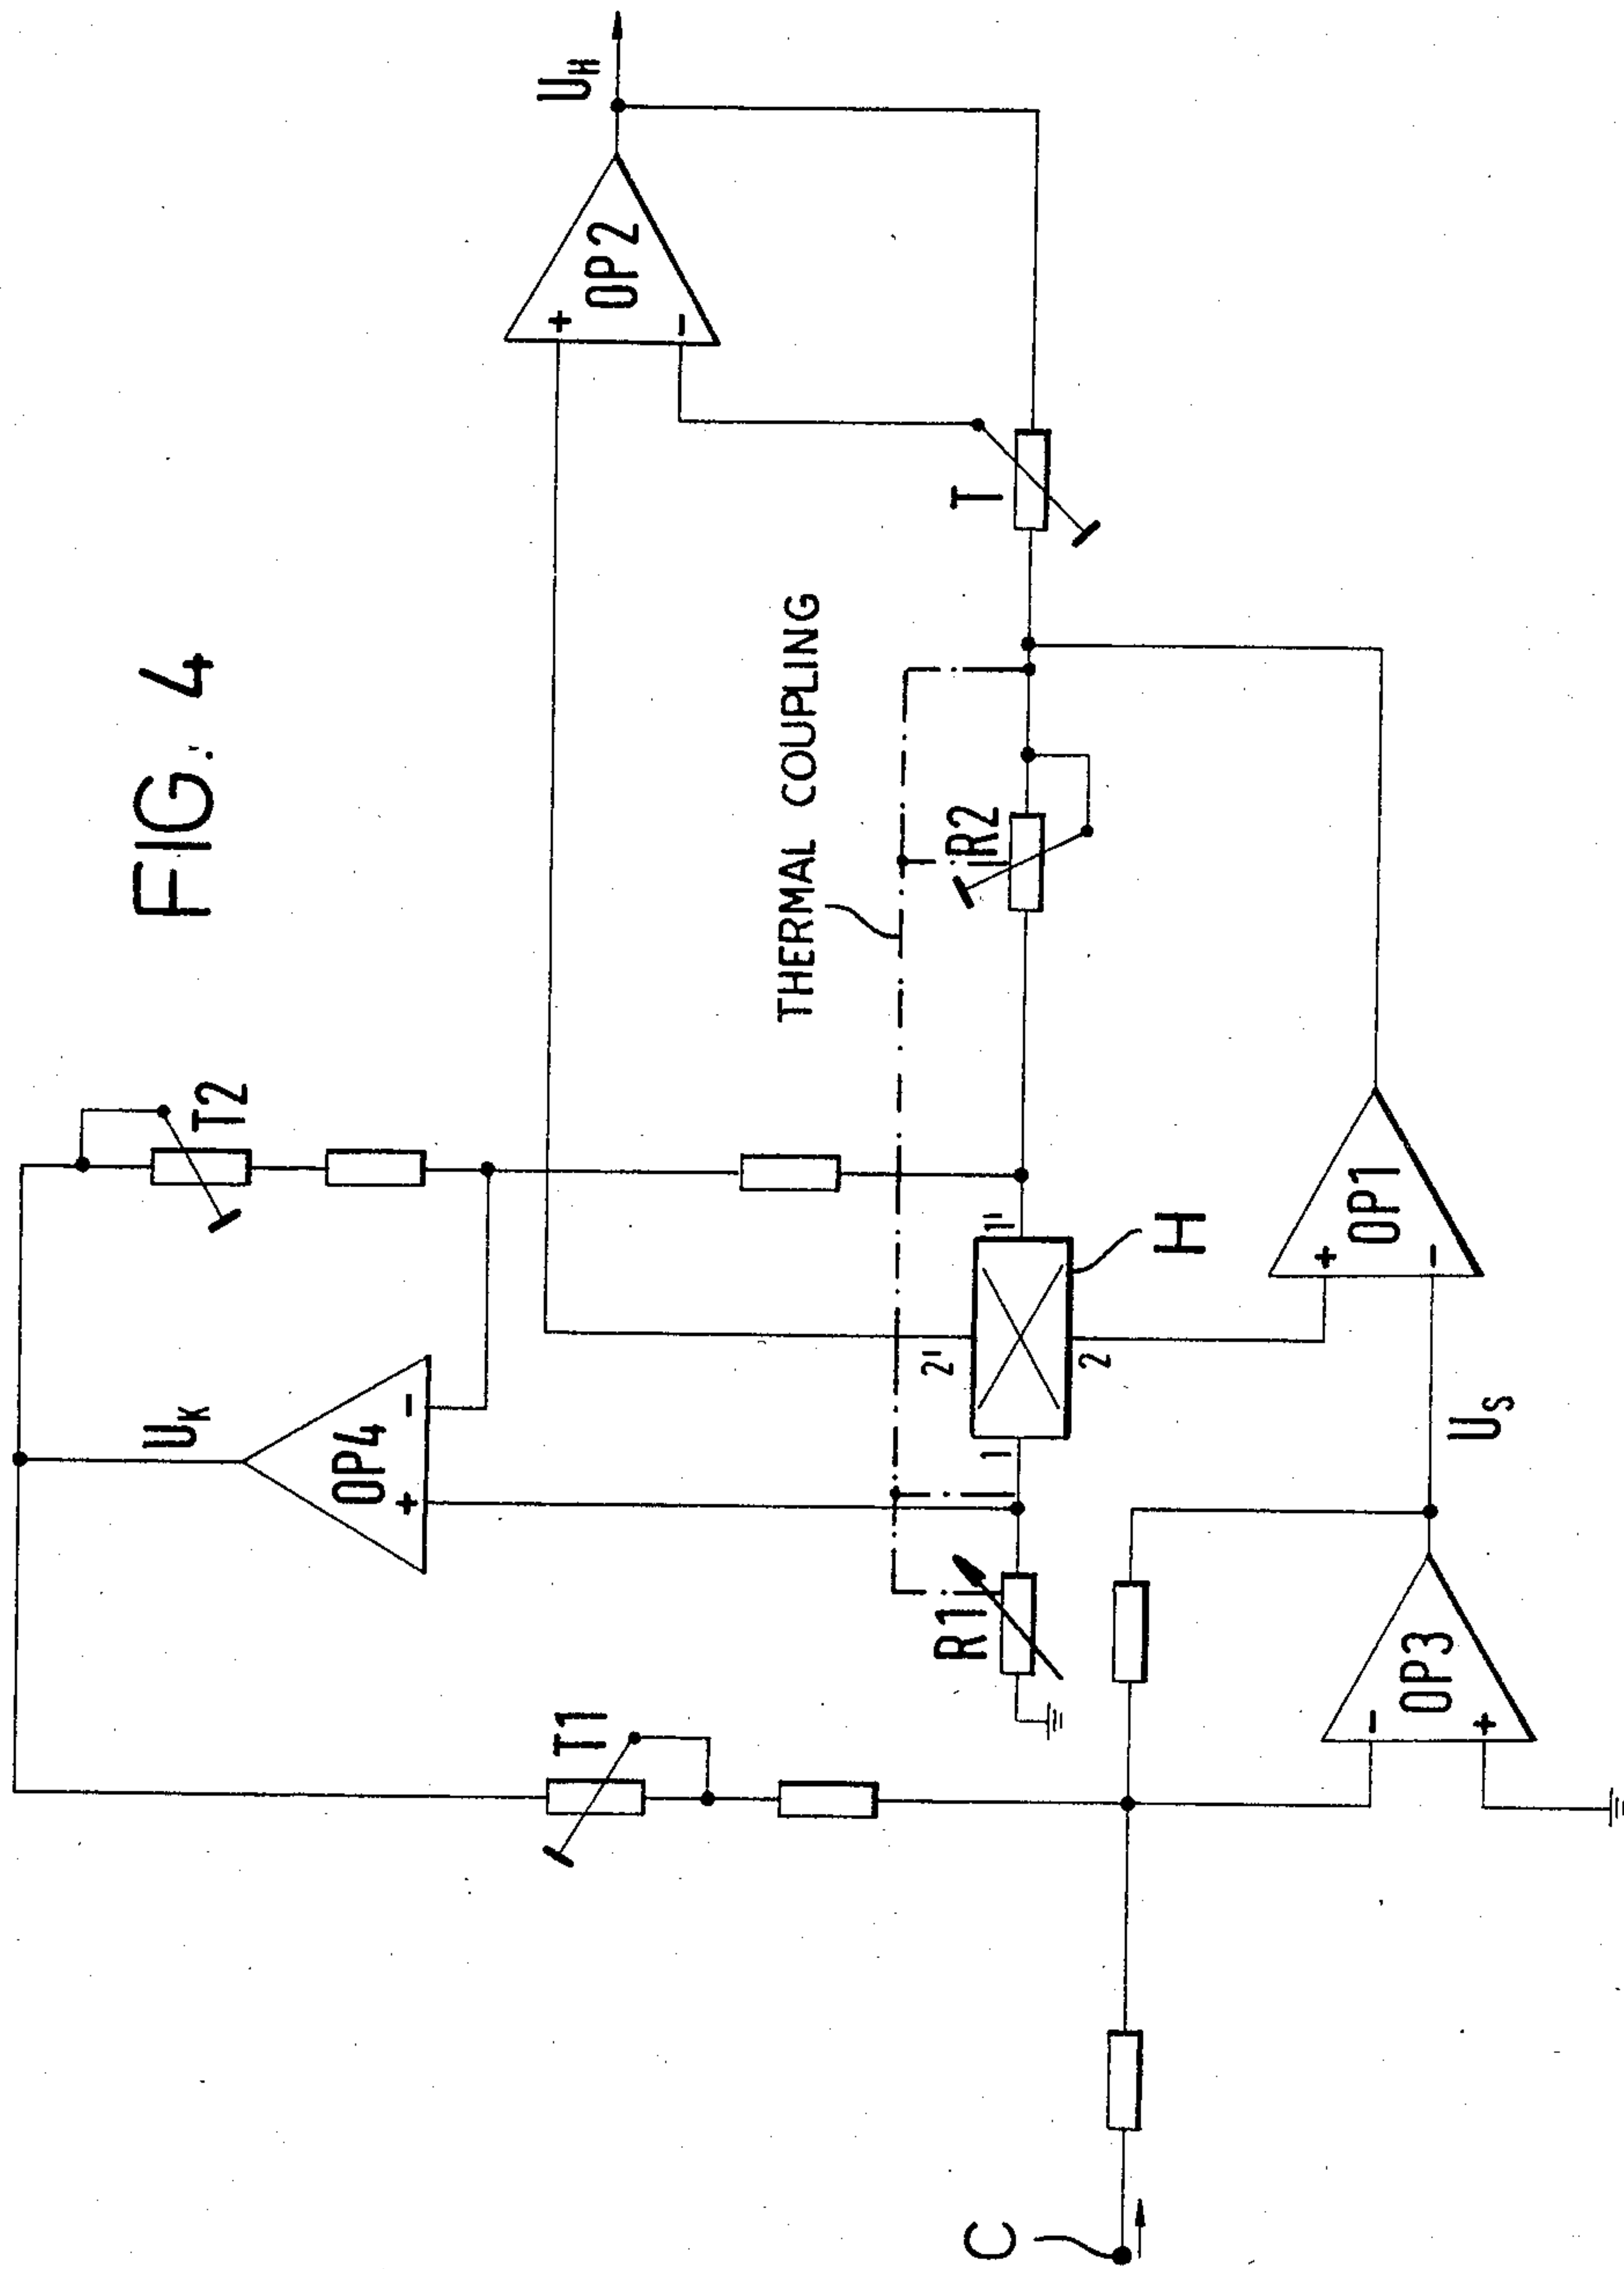 FIG. 4
U_K
T2
OP4
U_H
OP2
+
-
+
-
T1
THERMAL COUPLING
R1
R2
T
1
1'
2'
2
H
C
OP3
-
+
U_S
OP1
+
-